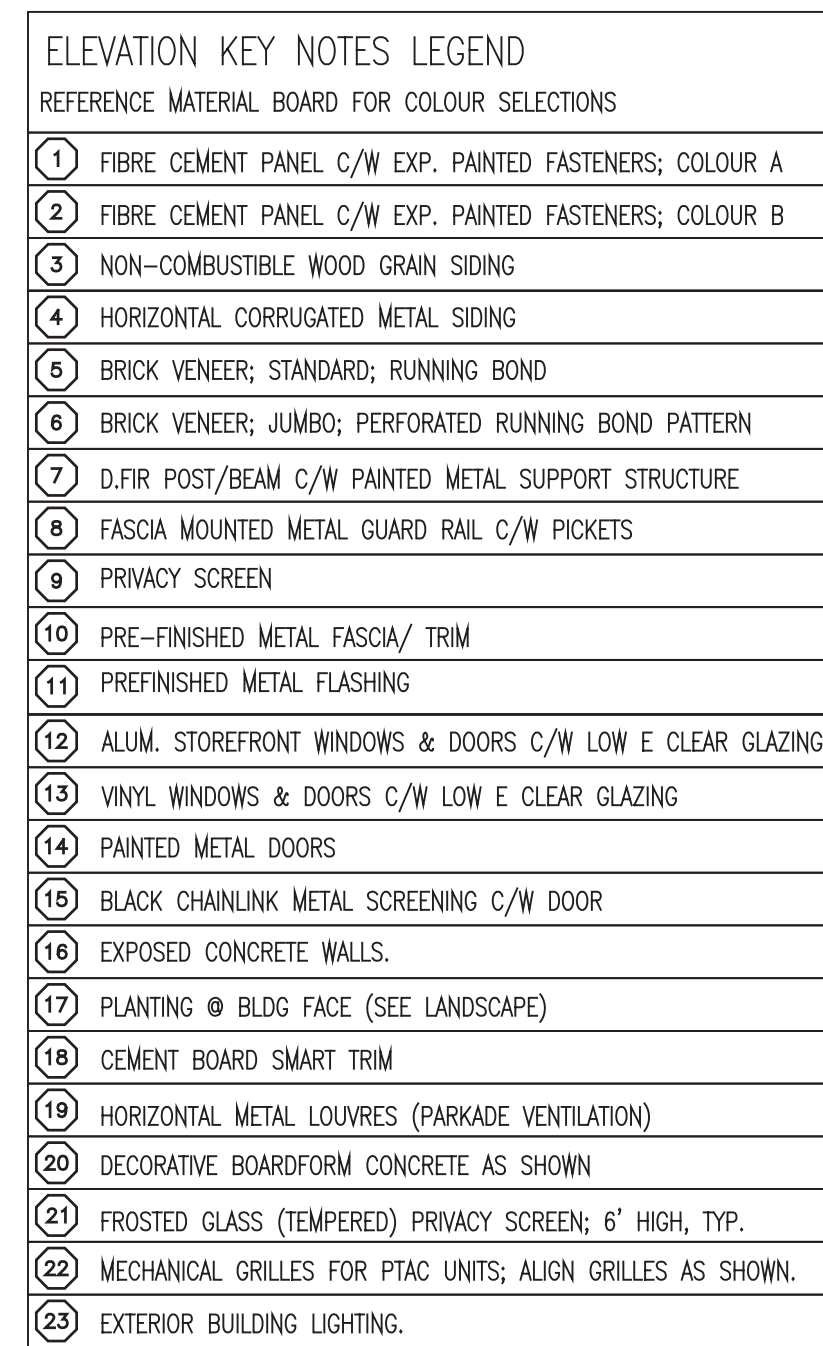 ELEVATION KEY NOTES LEGEND
REFERENCE MATERIAL BOARD FOR COLOUR SELECTIONS
1 FIBRE CEMENT PANEL C/W EXP. PAINTED FASTENERS; COLOUR A
2 FIBRE CEMENT PANEL C/W EXP. PAINTED FASTENERS; COLOUR B
3 NON-COMBUSTIBLE WOOD GRAIN SIDING
4 HORIZONTAL CORRUGATED METAL SIDING
5 BRICK VENEER; STANDARD; RUNNING BOND
6 BRICK VENEER; JUMBO; PERFORATED RUNNING BOND PATTERN
7 D.FIR POST/BEAM C/W PAINTED METAL SUPPORT STRUCTURE
8 FASCIA MOUNTED METAL GUARD RAIL C/W PICKETS
9 PRIVACY SCREEN
10 PRE-FINISHED METAL FASCIA/ TRIM
11 PREFINISHED METAL FLASHING
12 ALUM. STOREFRONT WINDOWS & DOORS C/W LOW E CLEAR GLAZING
13 VINYL WINDOWS & DOORS C/W LOW E CLEAR GLAZING
14 PAINTED METAL DOORS
15 BLACK CHAINLINK METAL SCREENING C/W DOOR
16 EXPOSED CONCRETE WALLS.
17 PLANTING @ BLDG FACE (SEE LANDSCAPE)
18 CEMENT BOARD SMART TRIM
19 HORIZONTAL METAL LOUVRES (PARKADE VENTILATION)
20 DECORATIVE BOARDFORM CONCRETE AS SHOWN
21 FROSTED GLASS (TEMPERED) PRIVACY SCREEN; 6' HIGH, TYP.
22 MECHANICAL GRILLES FOR PTAC UNITS; ALIGN GRILLES AS SHOWN.
23 EXTERIOR BUILDING LIGHTING.